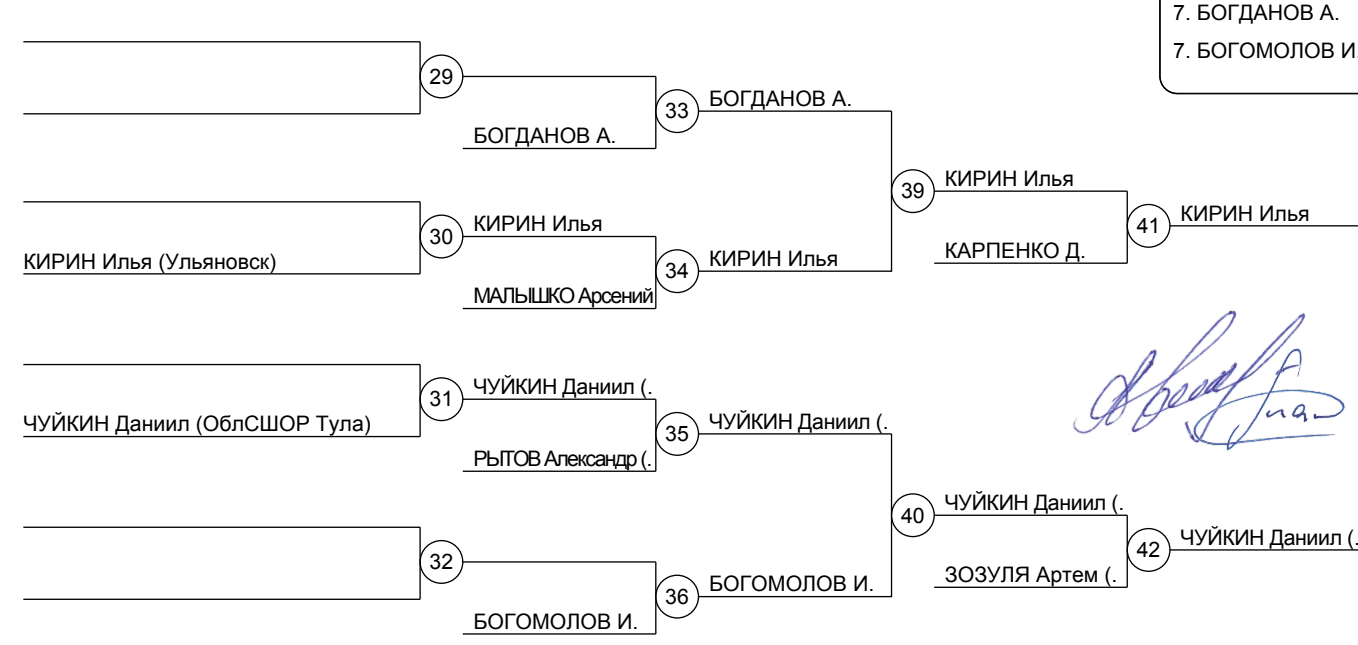 7. БОГДАНОВ А.
7. БОГОМОЛОВ И.
29
БОГДАНОВ А.
33
БОГДАНОВ А.
КИРИН Илья (Ульяновск)
30
КИРИН Илья
МАЛЫШКО Арсений
34
КИРИН Илья
39
КИРИН Илья
КАРПЕНКО Д.
41
КИРИН Илья
ЧУЙКИН Даниил (ОблСШОР Тула)
31
ЧУЙКИН Даниил (.
РЫТОВ Александр (.
35
ЧУЙКИН Даниил (.
32
БОГОМОЛОВ И.
36
БОГОМОЛОВ И.
40
ЧУЙКИН Даниил (.
ЗОЗУЛЯ Артем (.
42
ЧУЙКИН Даниил (.